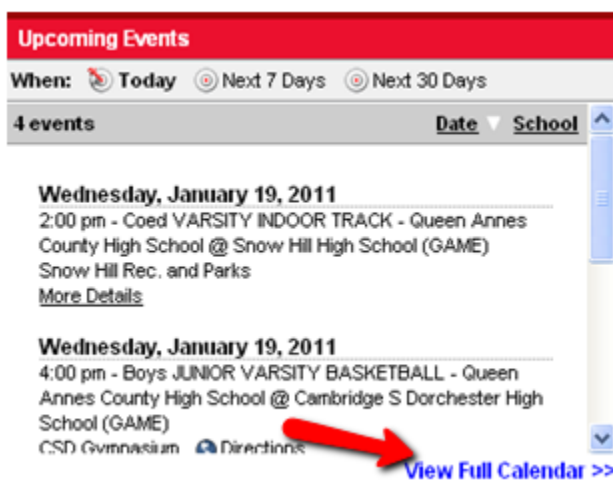 Upcoming Events
When: Today Next 7 Days Next 30 Days
4 events Date School
Wednesday, January 19, 2011
2:00 pm - Coed VARSITY INDOOR TRACK - Queen Annes
County High School @ Snow Hill High School (GAME)
Snow Hill Rec. and Parks
More Details
Wednesday, January 19, 2011
4:00 pm - Boys JUNIOR VARSITY BASKETBALL - Queen
Annes County High School @ Cambridge S Dorchester High
School (GAME)
CSD Gymnasium Directions
View Full Calendar >>